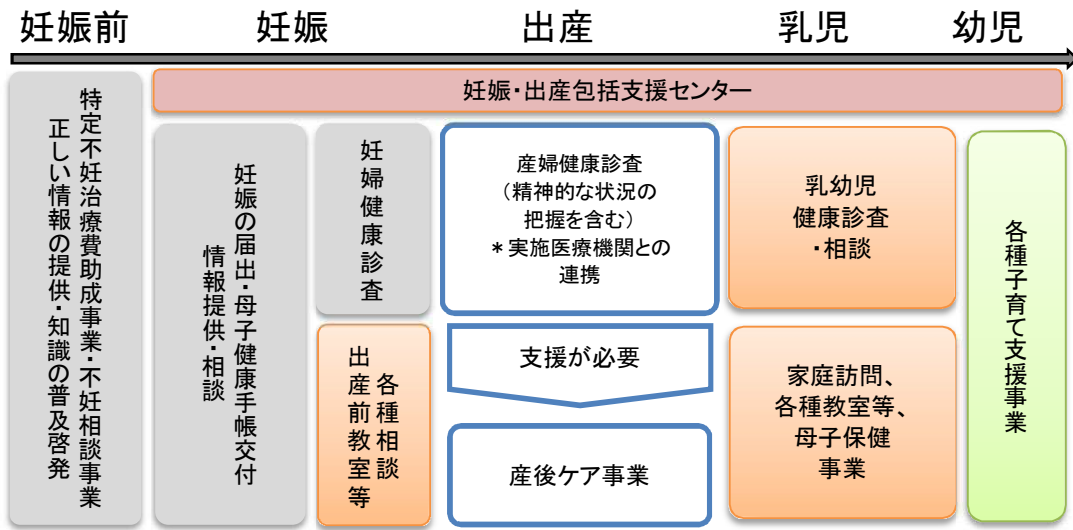 妊娠前
妊娠
出産
乳児
幼児
妊娠・出産包括支援センター
特定不妊治療費助成事業・不妊相談事業
正しい情報の提供・知識の普及啓発
妊娠の届出・母子健康手帳交付
情報提供・相談
妊婦健康診査
各種相談
出産前教室等
産婦健康診査
（精神的な状況の
把握を含む）
＊実施医療機関との
連携
支援が必要
産後ケア事業
乳幼児
健康診査
・相談
家庭訪問、
各種教室等、
母子保健
事業
各種子育て支援事業